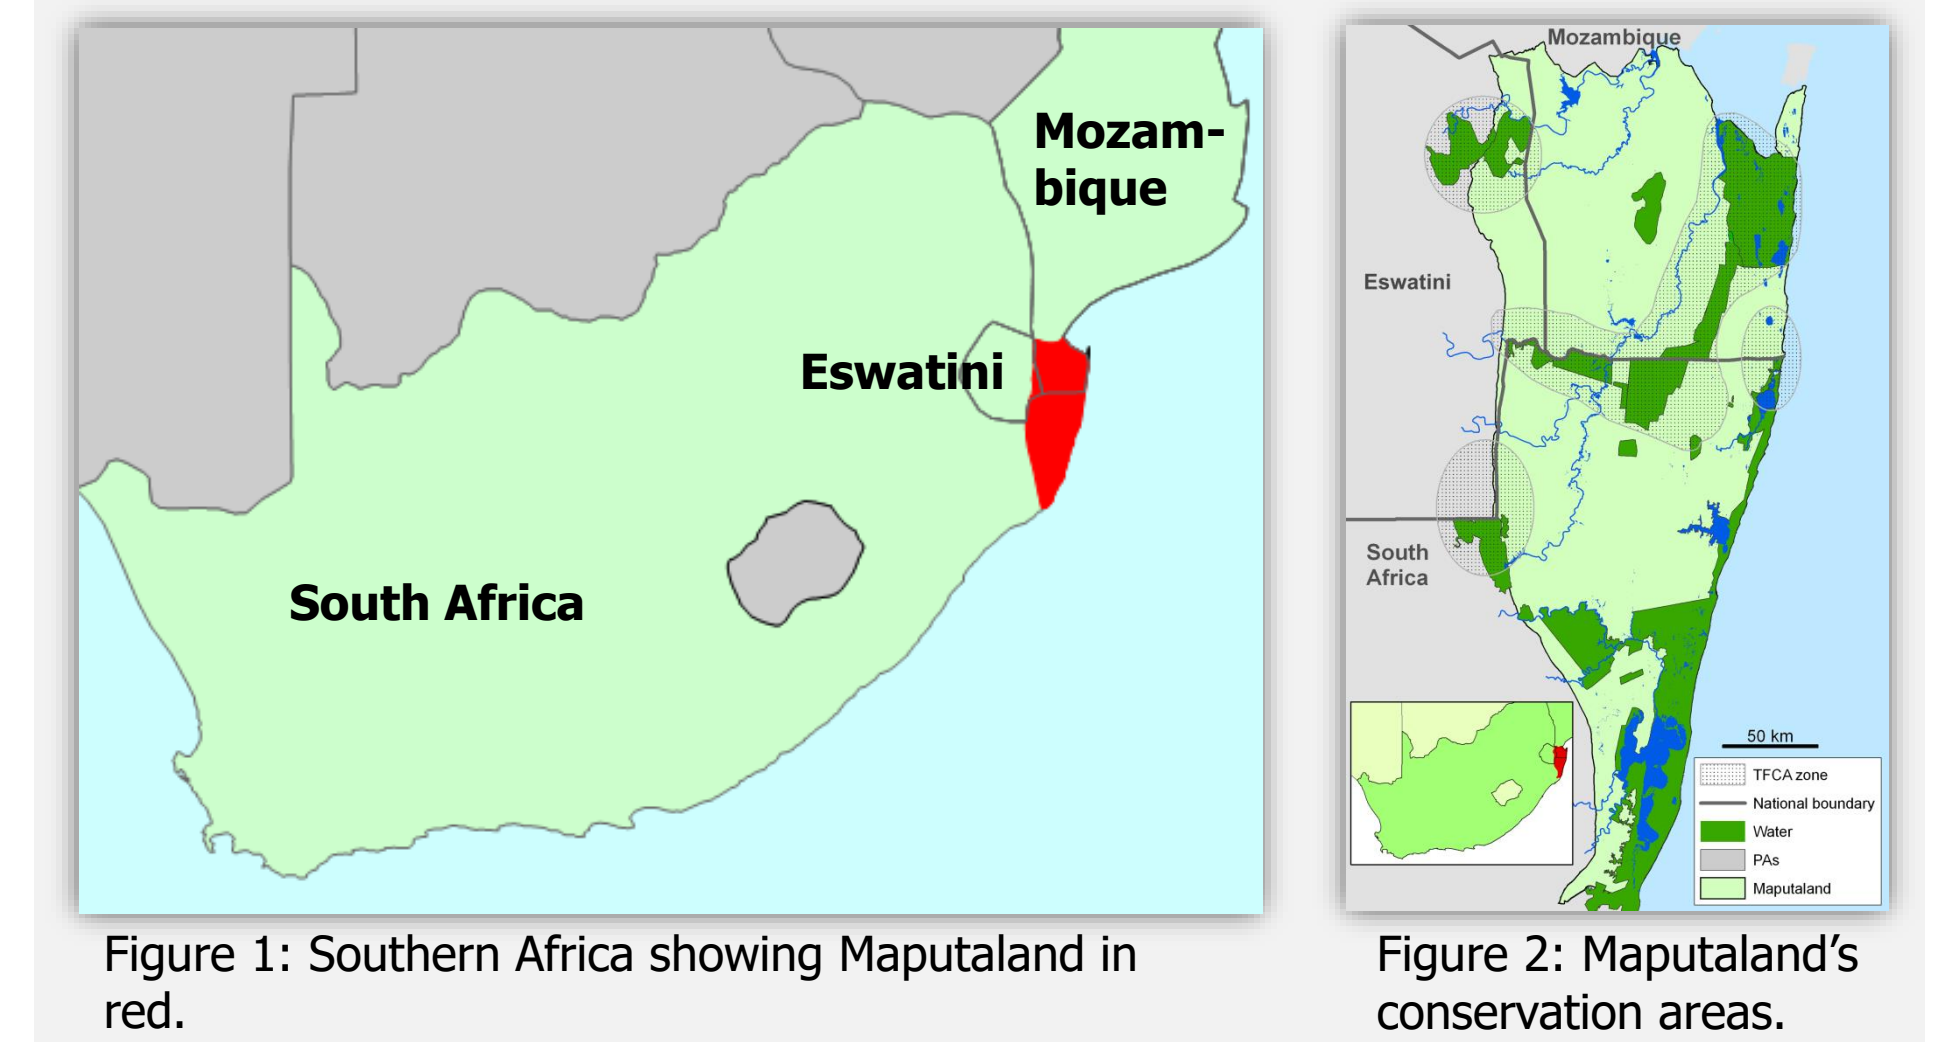 Mozam-
bique
Eswatini
South Africa
Figure 1: Southern Africa showing Maputaland in
red.
Mozambique
Eswatini
South
Africa
50 km
TFCA zone
National boundary
Water
PAs
Maputaland
Figure 2: Maputaland’s
conservation areas.